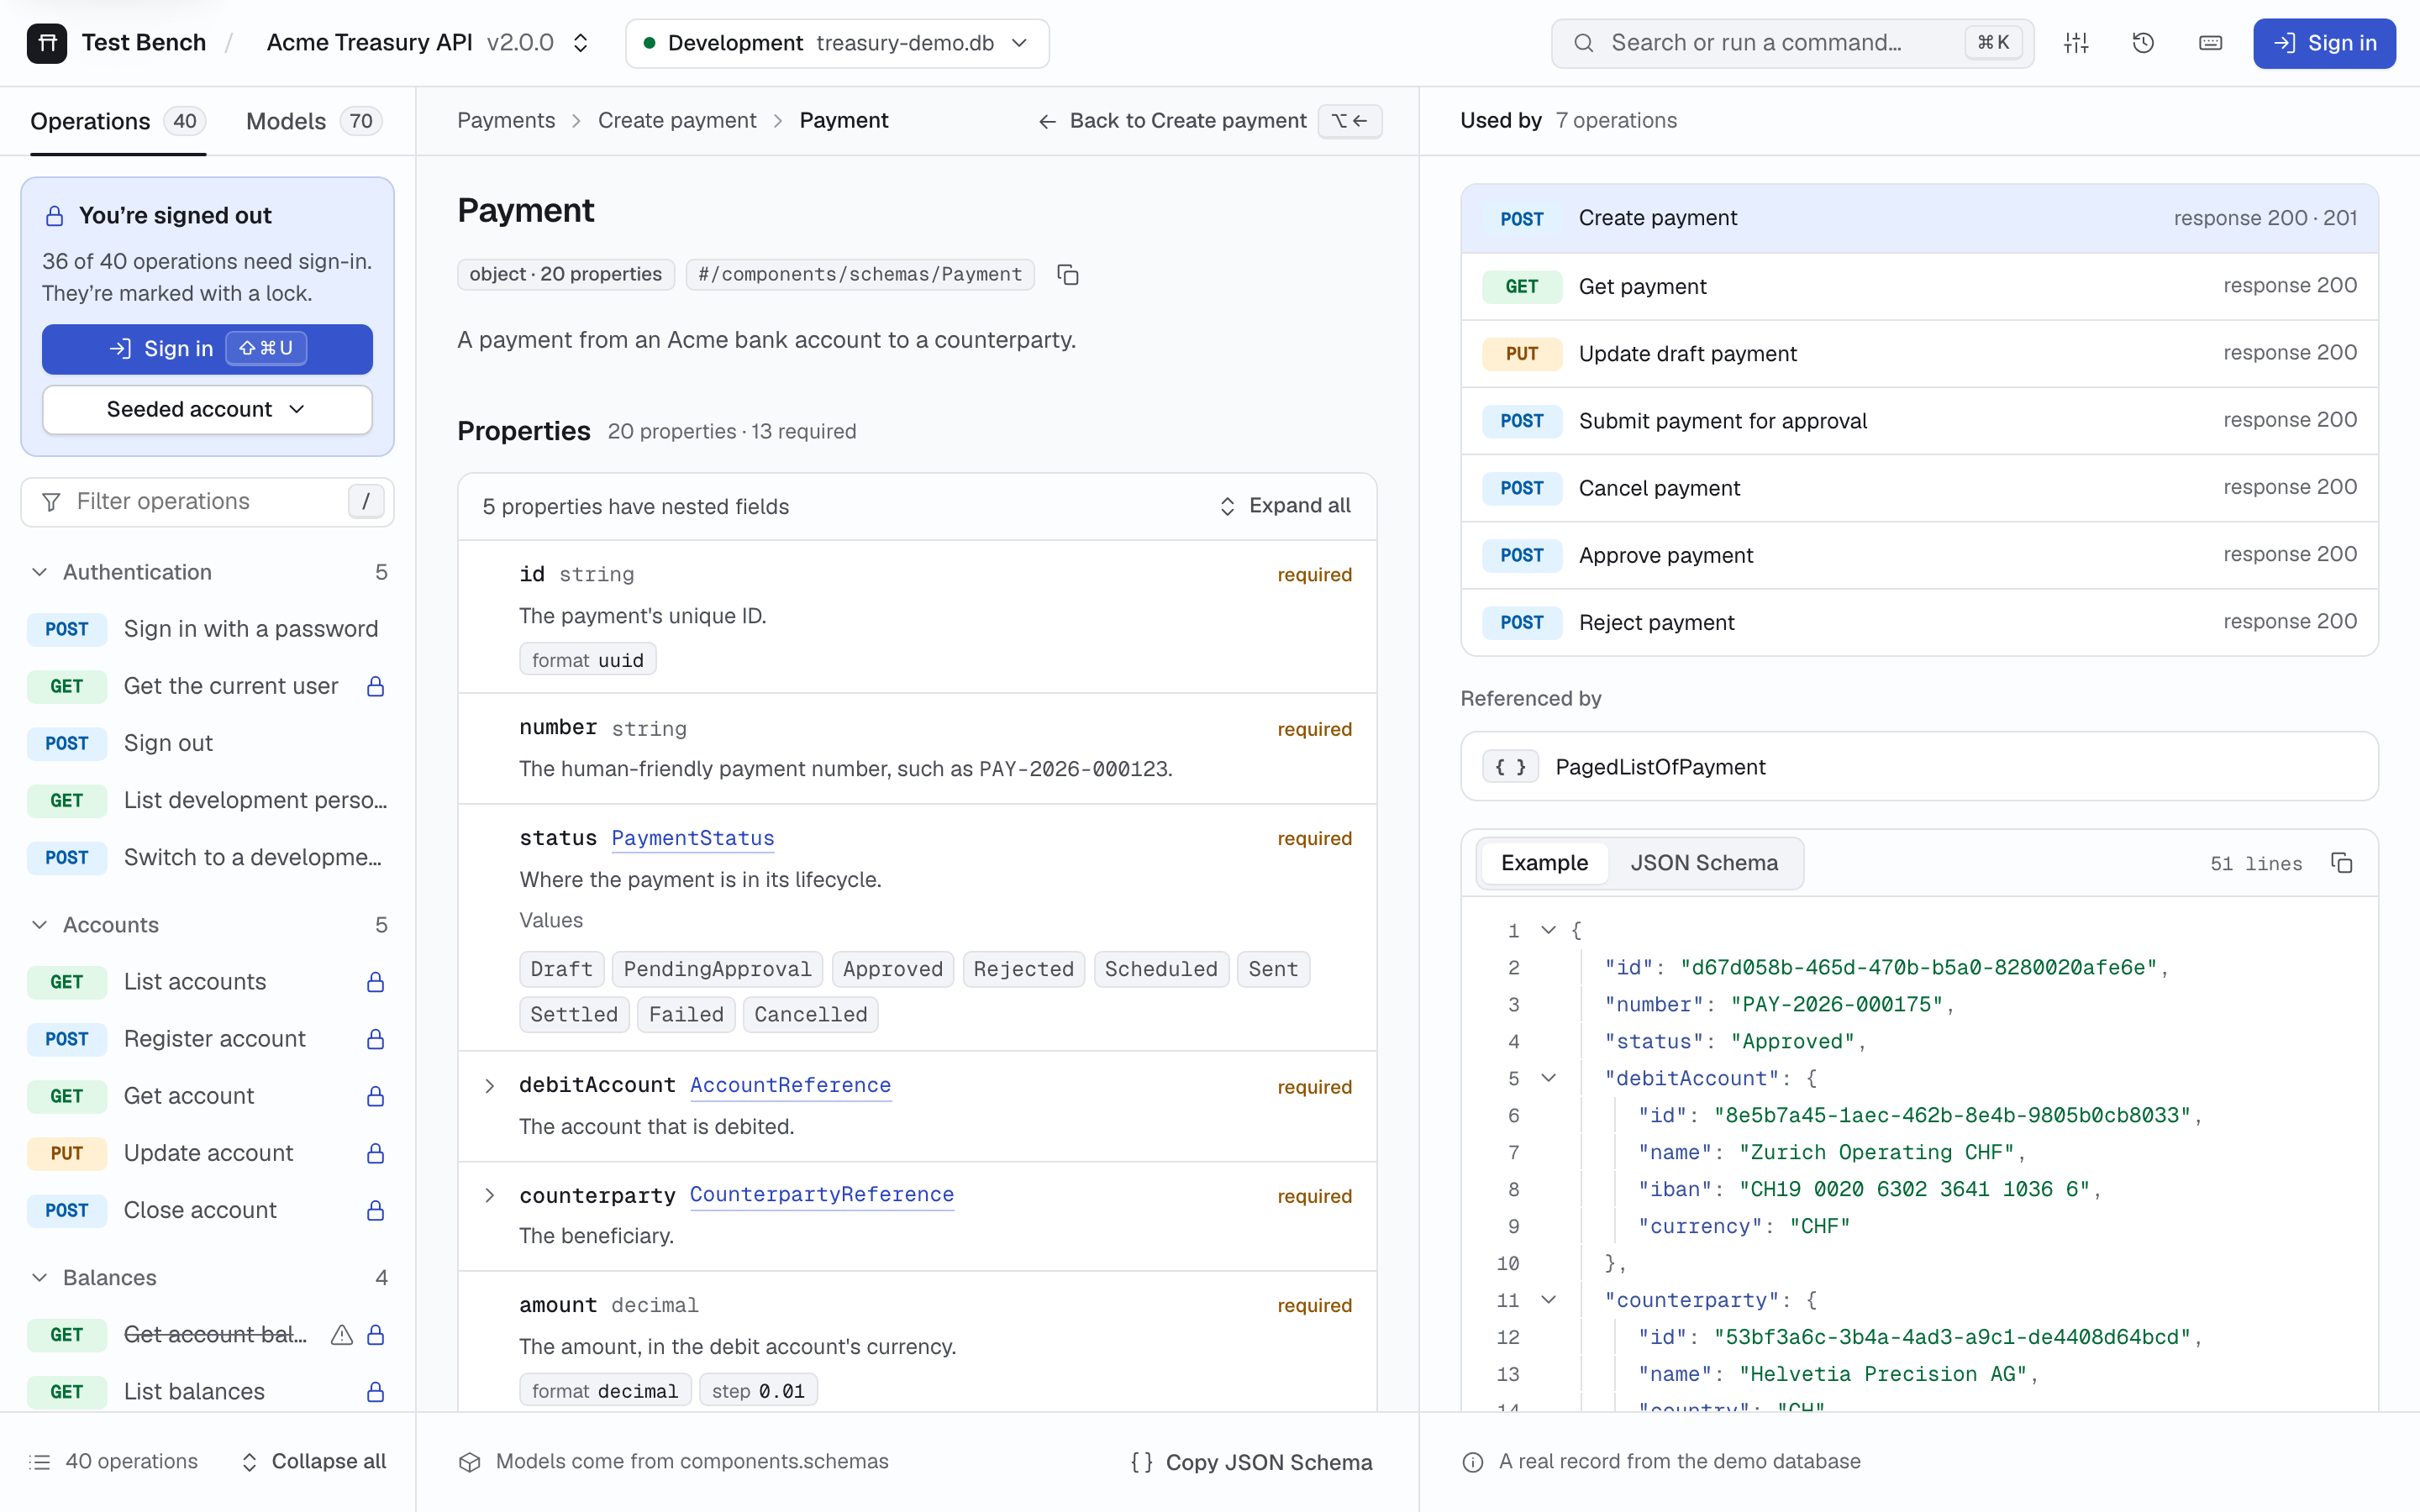 Test Bench / Acme Treasury API v2.0.0
Development treasury-demo.db
Search or run a command… ⌘K
Sign in
Operations 40 Models 70
You’re signed out
36 of 40 operations need sign-in.
They’re marked with a lock.
Sign in ⇧⌘U
Seeded account
Filter operations /
Authentication 5
POST Sign in with a password
GET Get the current user
POST Sign out
GET List development perso…
POST Switch to a developme…
Accounts 5
GET List accounts
POST Register account
GET Get account
PUT Update account
POST Close account
Balances 4
GET Get account bal…
GET List balances
40 operations Collapse all
Payments > Create payment > Payment
← Back to Create payment ⌥←
Payment
object · 20 properties #/components/schemas/Payment
A payment from an Acme bank account to a counterparty.
Properties 20 properties · 13 required
5 properties have nested fields Expand all
id string required
The payment's unique ID.
format uuid
number string required
The human-friendly payment number, such as PAY-2026-000123.
status PaymentStatus required
Where the payment is in its lifecycle.
Values
Draft PendingApproval Approved Rejected Scheduled Sent
Settled Failed Cancelled
debitAccount AccountReference required
The account that is debited.
counterparty CounterpartyReference required
The beneficiary.
amount decimal required
The amount, in the debit account's currency.
format decimal step 0.01
Models come from components.schemas {} Copy JSON Schema
Used by 7 operations
POST Create payment response 200 · 201
GET Get payment response 200
PUT Update draft payment response 200
POST Submit payment for approval response 200
POST Cancel payment response 200
POST Approve payment response 200
POST Reject payment response 200
Referenced by
{ } PagedListOfPayment
Example JSON Schema 51 lines
1 {
2 "id": "d67d058b-465d-470b-b5a0-8280020afe6e",
3 "number": "PAY-2026-000175",
4 "status": "Approved",
5 "debitAccount": {
6 "id": "8e5b7a45-1aec-462b-8e4b-9805b0cb8033",
7 "name": "Zurich Operating CHF",
8 "iban": "CH19 0020 6302 3641 1036 6",
9 "currency": "CHF"
10 },
11 "counterparty": {
12 "id": "53bf3a6c-3b4a-4ad3-a9c1-de4408d64bcd",
13 "name": "Helvetia Precision AG",
14 "country": "CH"
A real record from the demo database